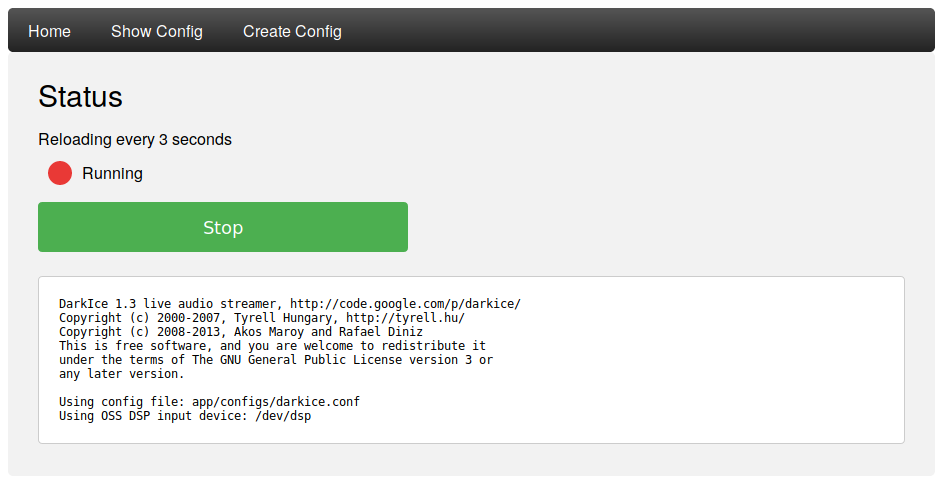 Home Show Config Create Config
Status
Reloading every 3 seconds
Running
Stop
DarkIce 1.3 live audio streamer, http://code.google.com/p/darkice/
Copyright (c) 2000-2007, Tyrell Hungary, http://tyrell.hu/
Copyright (c) 2008-2013, Akos Maroy and Rafael Diniz
This is free software, and you are welcome to redistribute it
under the terms of The GNU General Public License version 3 or
any later version.

Using config file: app/configs/darkice.conf
Using OSS DSP input device: /dev/dsp